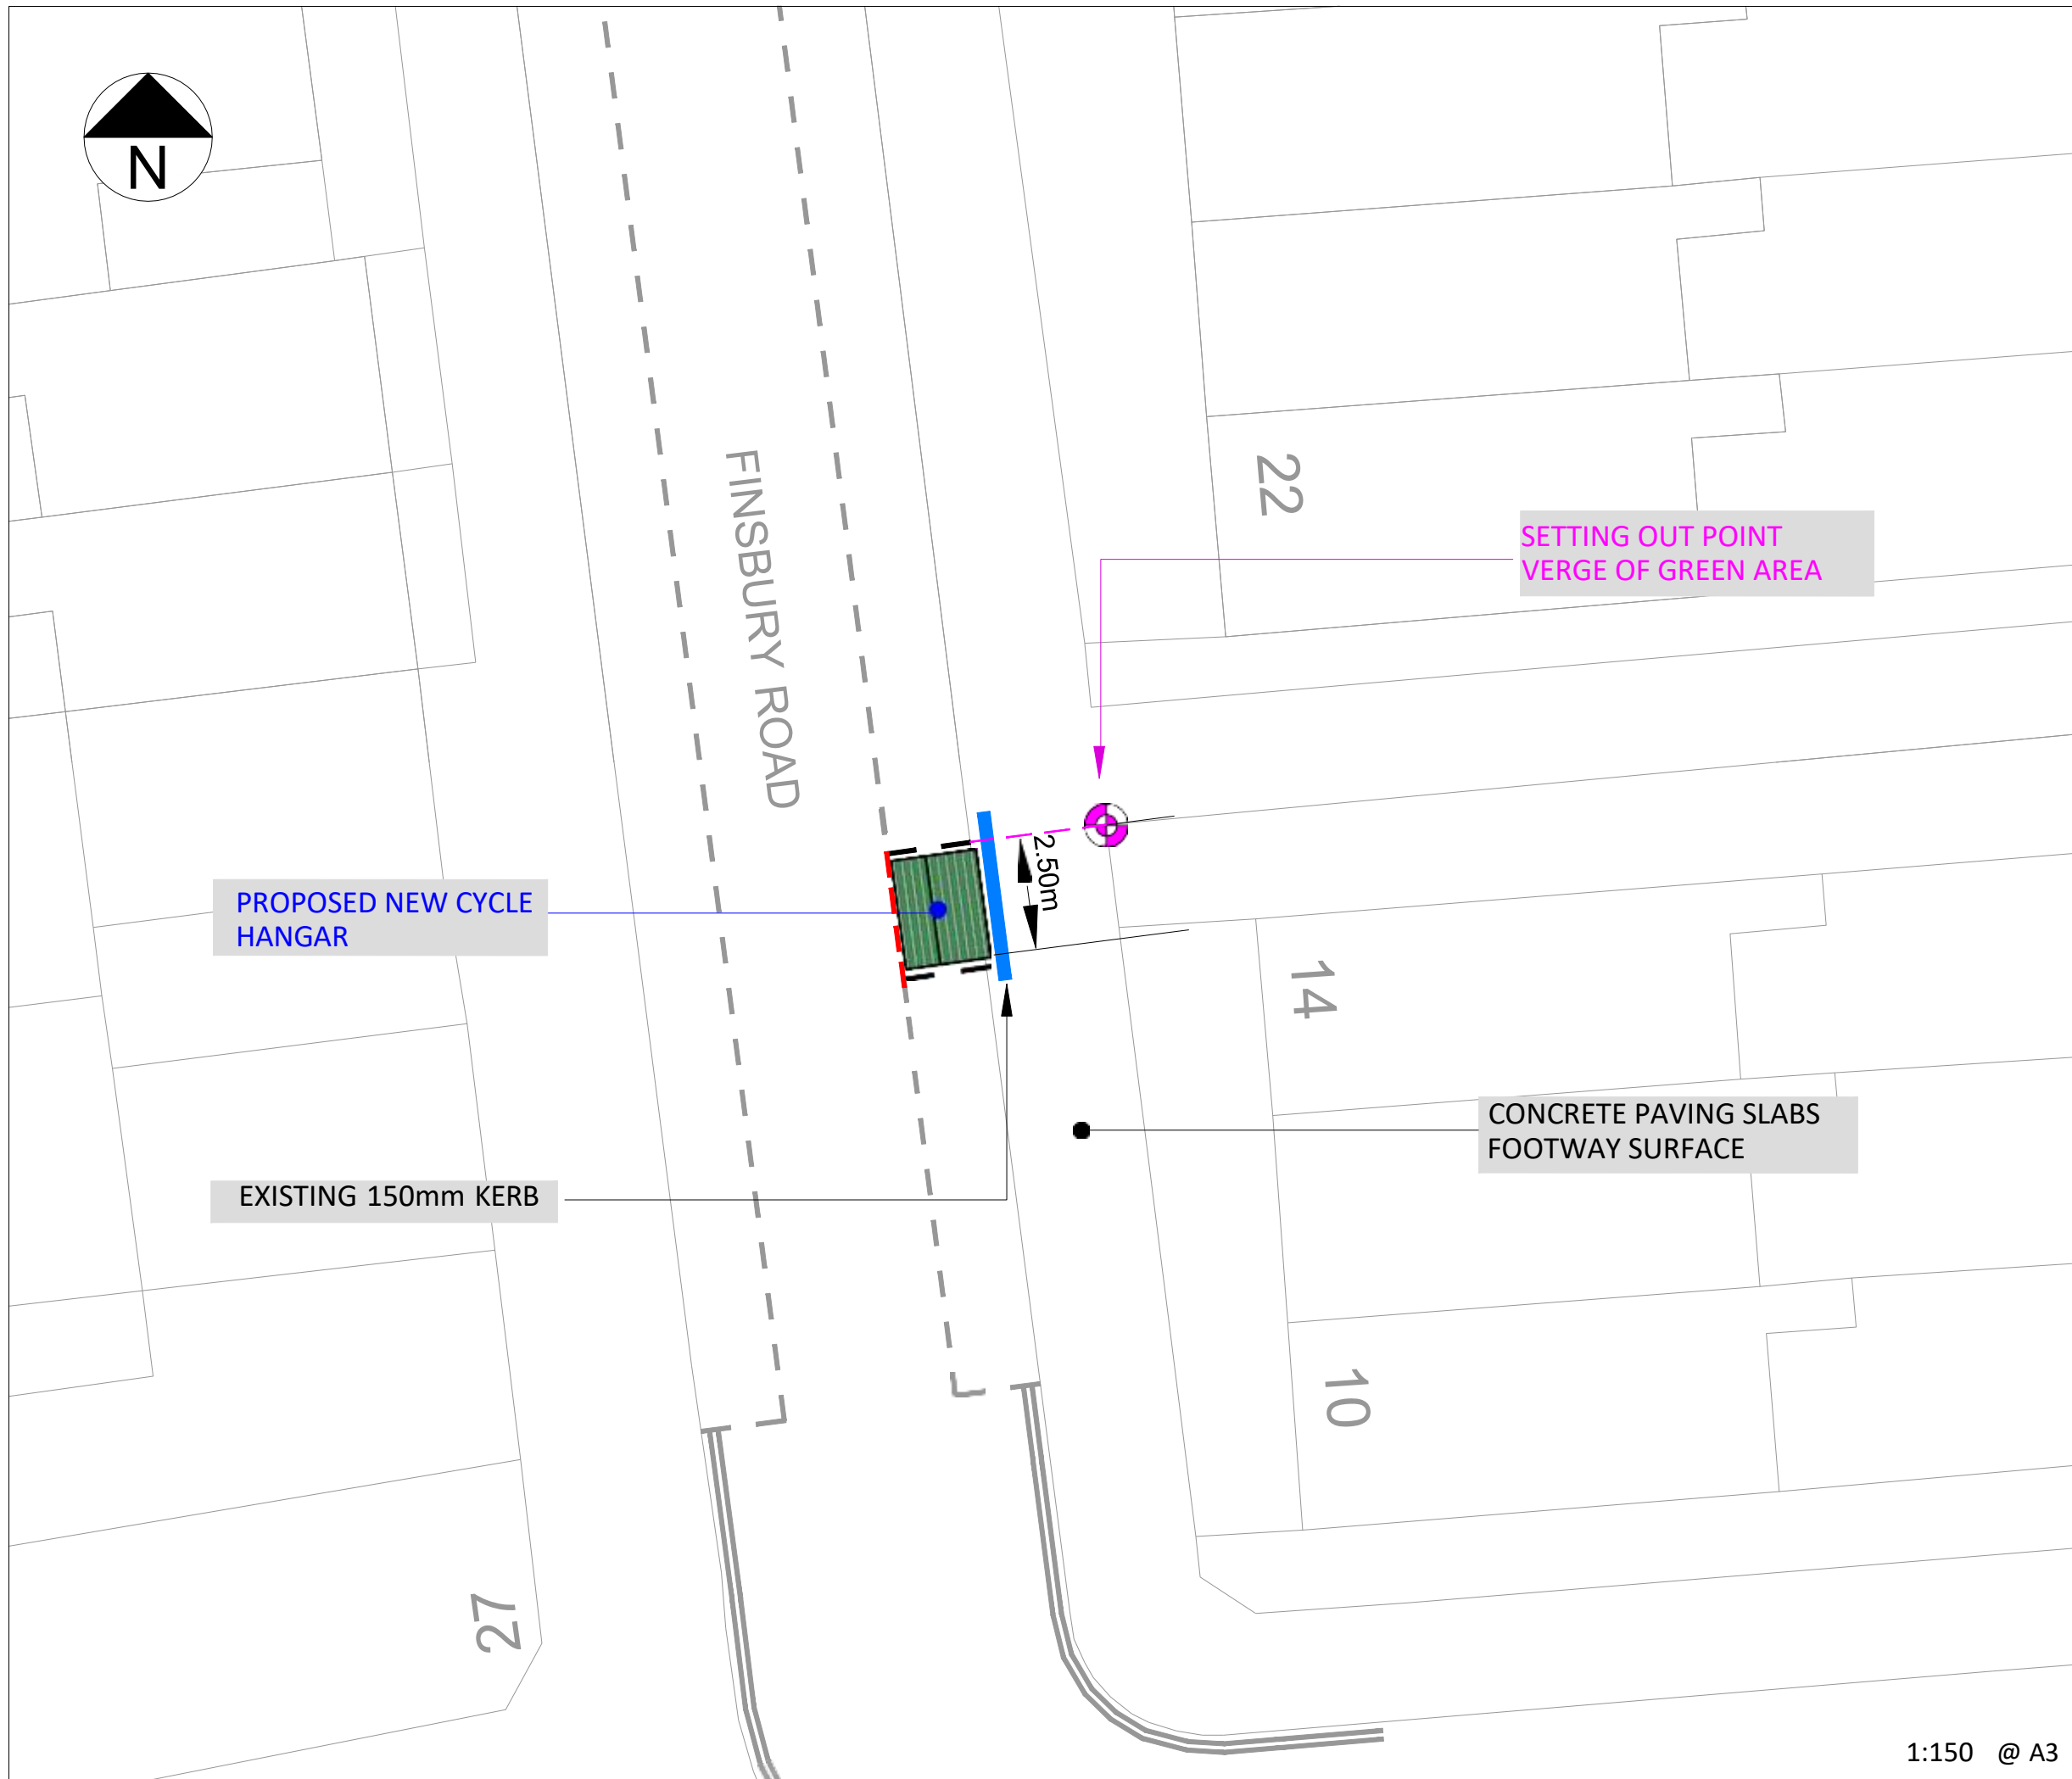 N
FINSBURY ROAD
22
SETTING OUT POINT
VERGE OF GREEN AREA
2.50m
PROPOSED NEW CYCLE
HANGAR
14
CONCRETE PAVING SLABS
FOOTWAY SURFACE
EXISTING 150mm KERB
10
27
1:150 @ A3